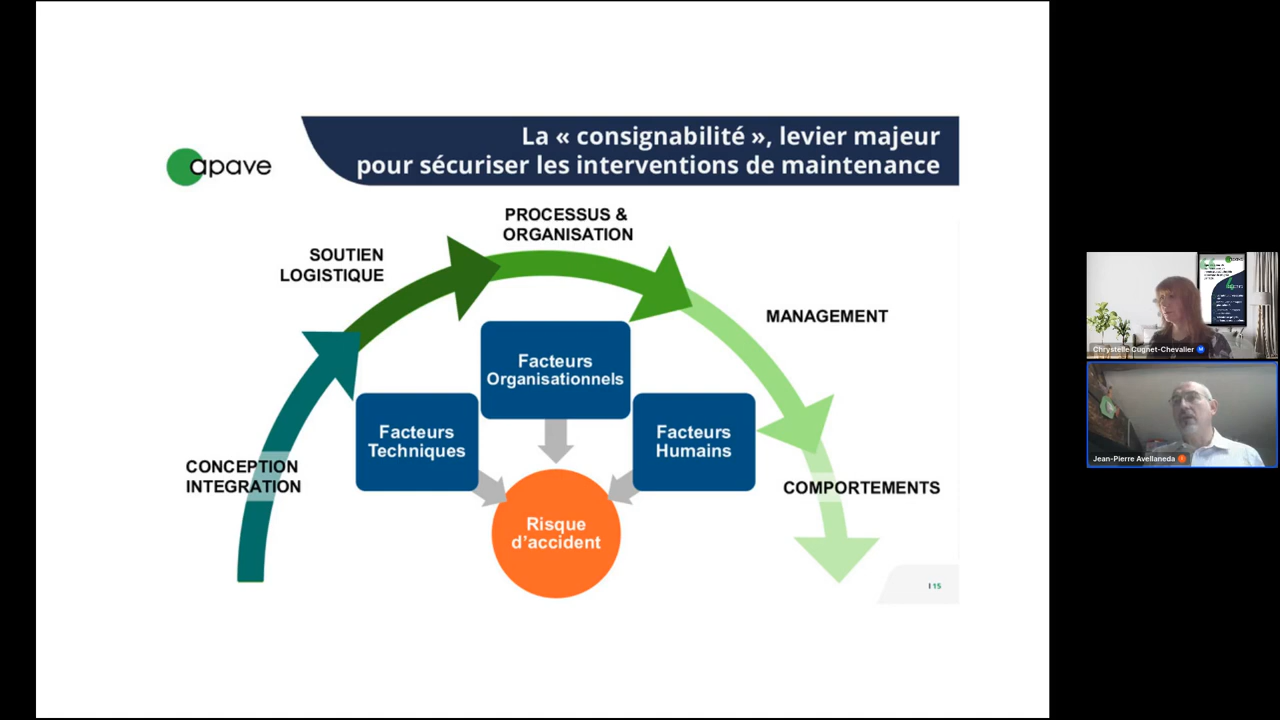 La « consignabilité », levier majeur
pour sécuriser les interventions de maintenance
apave
PROCESSUS &
ORGANISATION
SOUTIEN
LOGISTIQUE
MANAGEMENT
Facteurs
Organisationnels
Facteurs
Techniques
Facteurs
Humains
CONCEPTION
INTEGRATION
COMPORTEMENTS
Risque
d'accident
I 15
Chrystelle Cugnet-Chevalier
Jean-Pierre Avellaneda